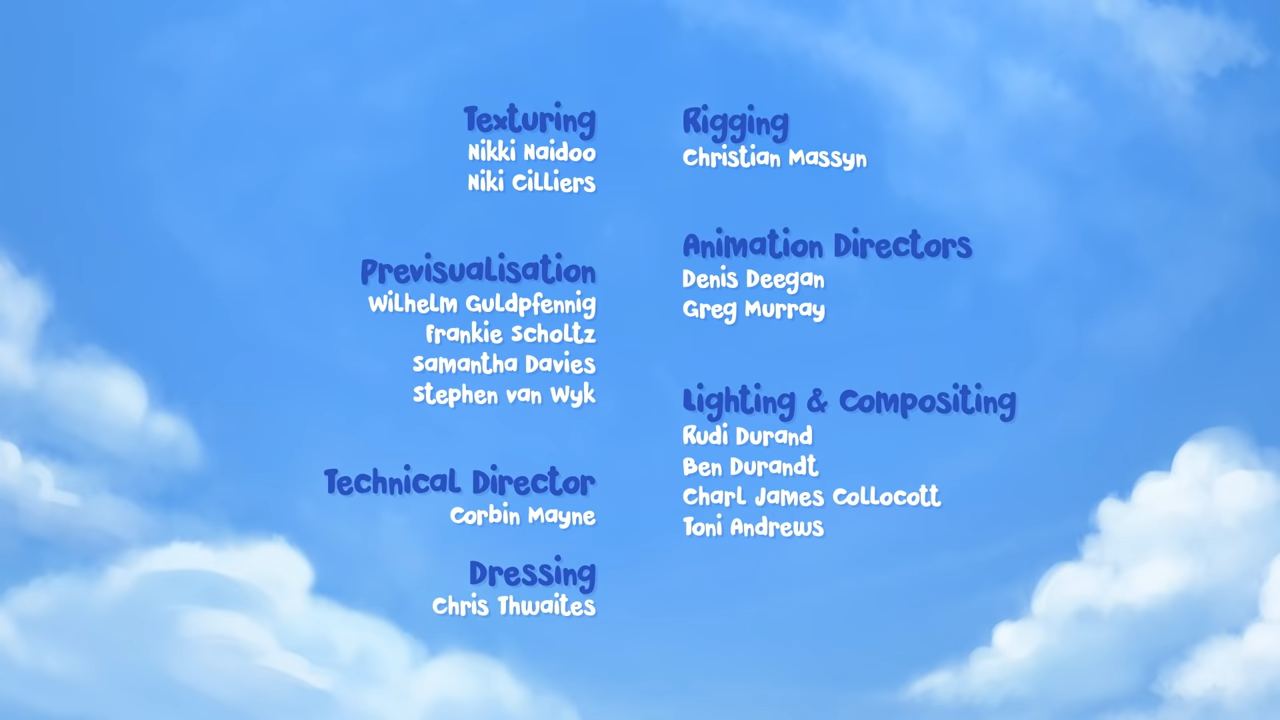 Texturing
Nikki Naidoo
Niki Cilliers
Previsualisation
Wilhelm Guldpfennig
Frankie Scholtz
Samantha Davies
Stephen van Wyk
Technical Director
Corbin Mayne
Dressing
Chris Thwaites
Rigging
Christian Massyn
Animation Directors
Denis Deegan
Greg Murray
Lighting & Compositing
Rudi Durand
Ben Durandt
Charl James Collocott
Toni Andrews